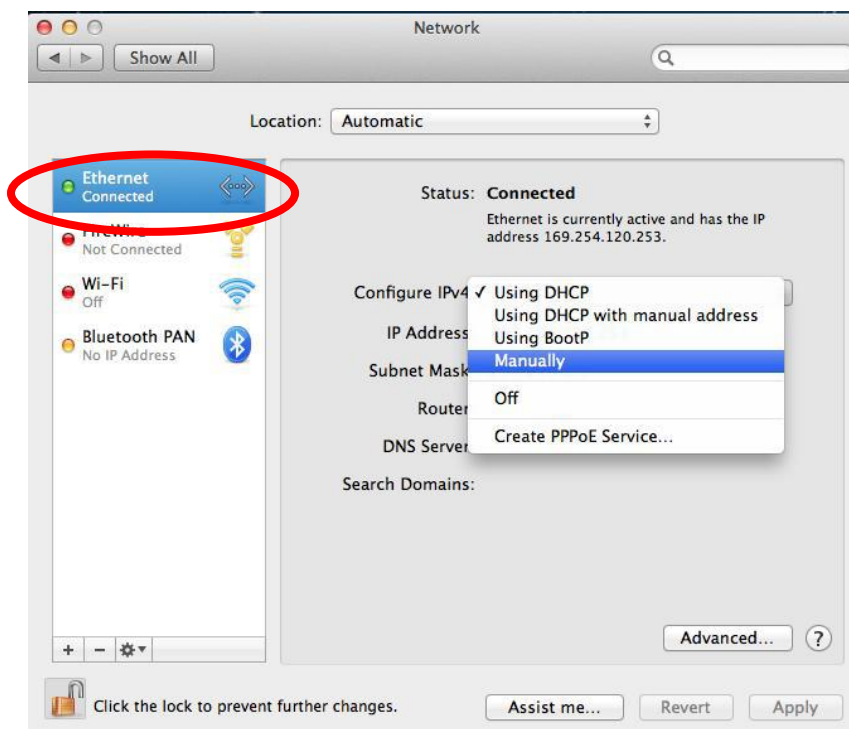 Network
Show All
Location: Automatic
Ethernet
Connected
FireWire
Not Connected
Wi-Fi
Off
Bluetooth PAN
No IP Address
Status: Connected
Ethernet is currently active and has the IP
address 169.254.120.253.
Configure IPv4 ✓ Using DHCP
Using DHCP with manual address
Using BootP
Manually
Off
Create PPPoE Service...
IP Address
Subnet Mask
Router
DNS Server
Search Domains:
Advanced... ?
+ −
Click the lock to prevent further changes.
Assist me... Revert Apply